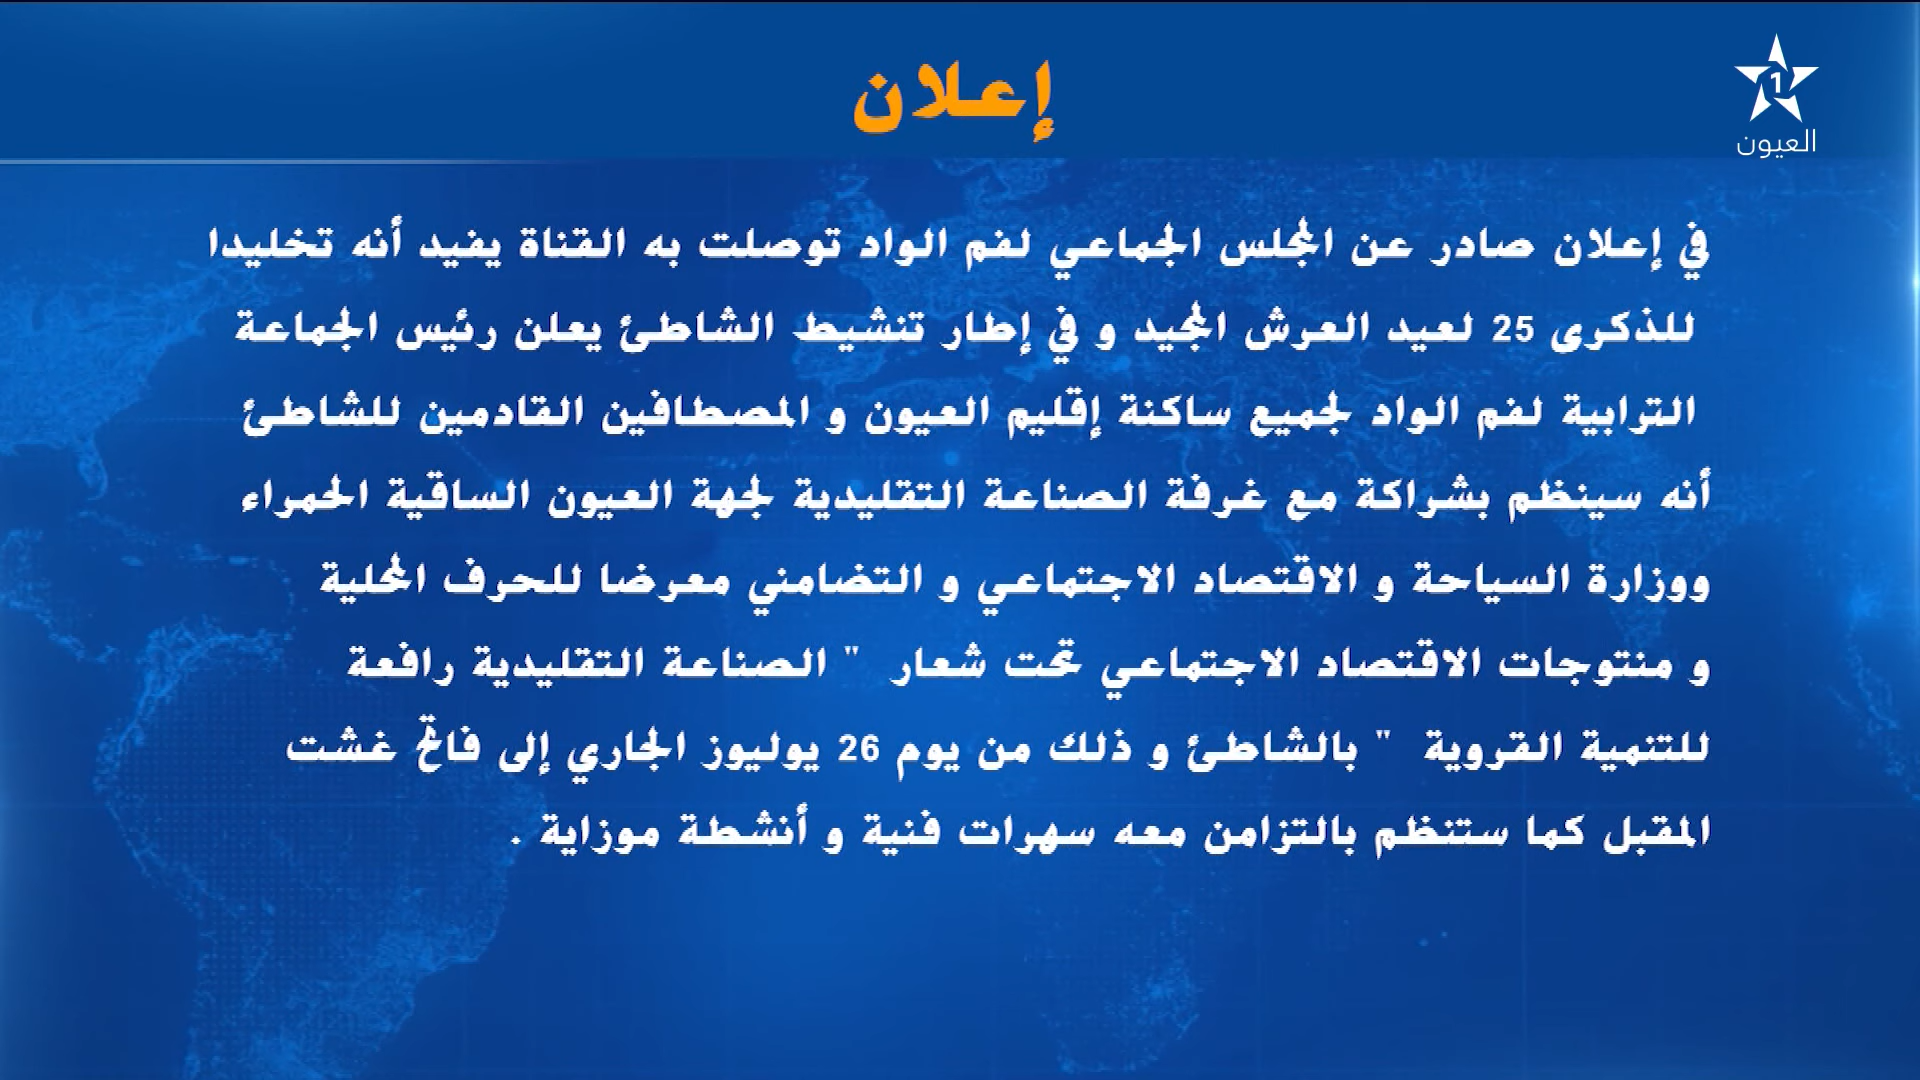 إعلان
1
العيون
في إعلان صادر عن المجلس الجماعي لفم الواد توصلت به القناة يفيد أنه تخليدا
للذكرى 25 لعيد العرش المجيد و في إطار تنشيط الشاطئ يعلن رئيس الجماعة
الترابية لفم الواد لجميع ساكنة إقليم العيون و المصطافين القادمين للشاطئ
أنه سينظم بشراكة مع غرفة الصناعة التقليدية لجهة العيون الساقية الحمراء
ووزارة السياحة و الاقتصاد الاجتماعي و التضامني معرضا للحرف المحلية
و منتوجات الاقتصاد الاجتماعي تحت شعار " الصناعة التقليدية رافعة
للتنمية القروية " بالشاطئ و ذلك من يوم 26 يوليوز الجاري إلى فاتح غشت
المقبل كما ستنظم بالتزامن معه سهرات فنية و أنشطة موزاية .